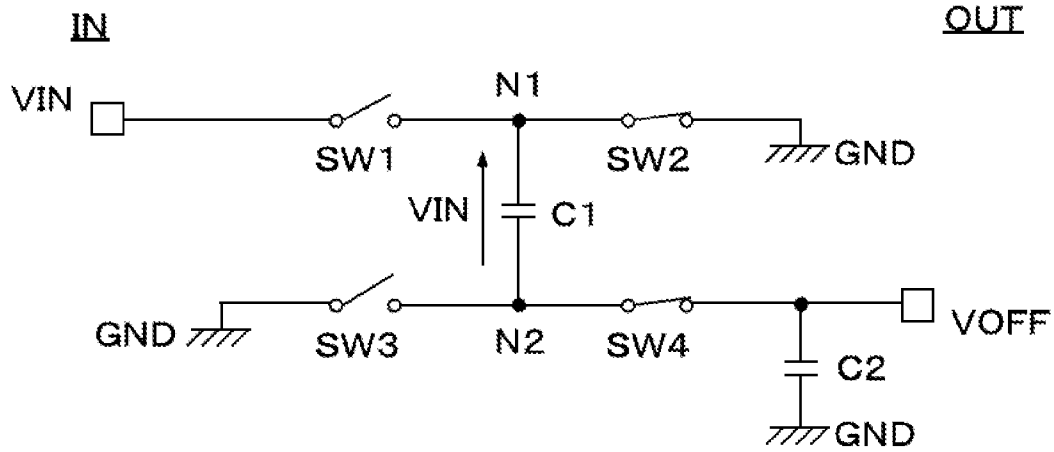 IN
OUT
VIN
N1
SW1
SW2
GND
VIN
C1
GND
SW3
N2
SW4
VOFF
C2
GND